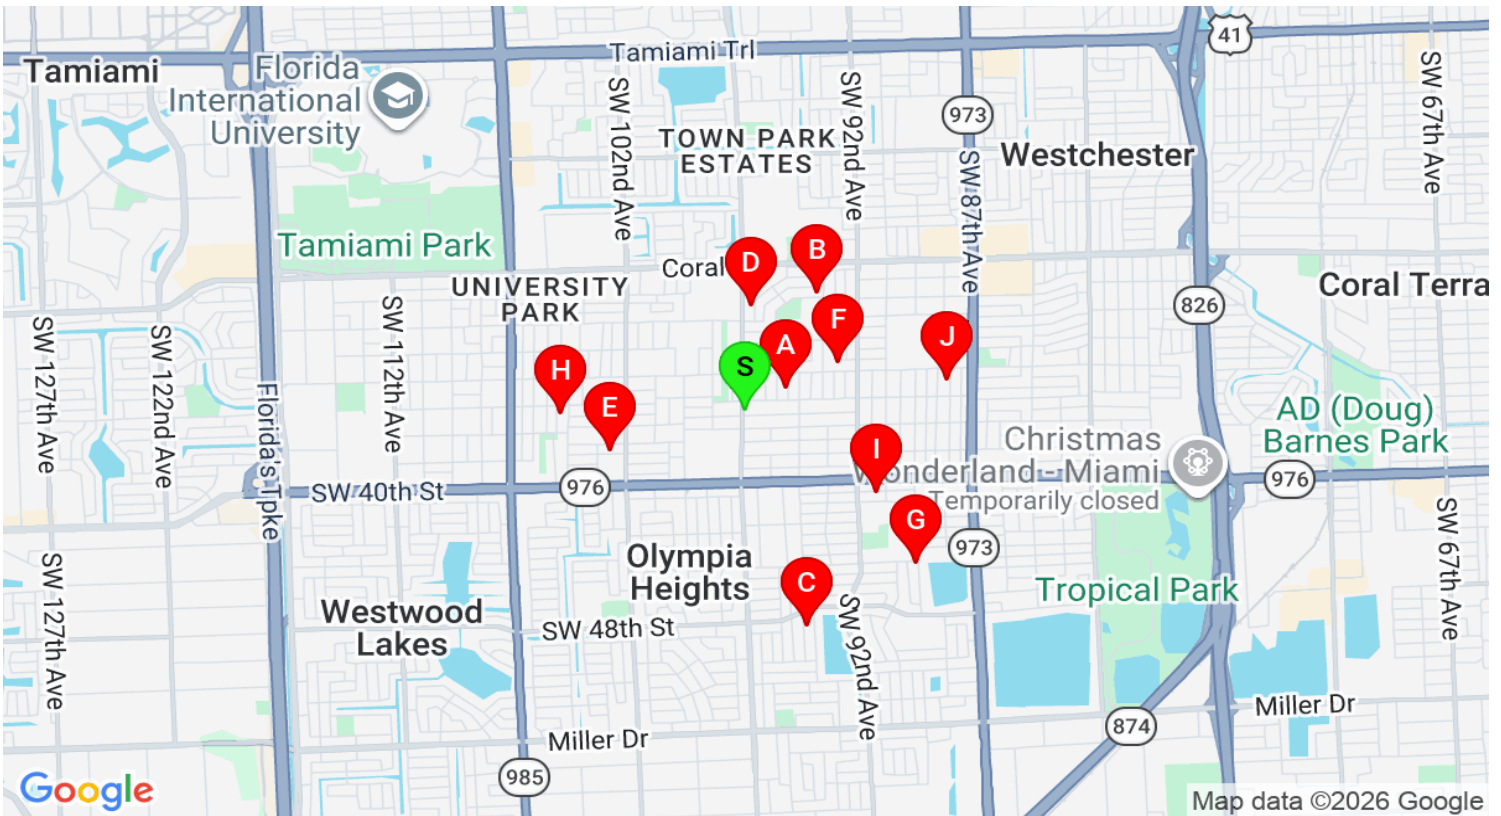 Tamiami Trl
41
Tamiami
Florida
International
University
SW 102nd Ave
TOWN PARK
ESTATES
SW 92nd Ave
973
Westchester
SW 87th Ave
SW 67th Ave
Tamiami Park
UNIVERSITY
PARK
Coral
D
B
F
A
S
J
H
E
I
G
C
826
Coral Terra
SW 127th Ave
SW 122nd Ave
SW 112th Ave
Florida's Tpke
AD (Doug)
Barnes Park
Christmas
Wonderland - Miami
Temporarily closed
SW 40th St
976
976
973
SW 67th Ave
SW 127th Ave
Olympia
Heights
Westwood
Lakes
SW 48th St
SW 92nd Ave
Tropical Park
Miller Dr
Miller Dr
874
985
Google
Map data ©2026 Google